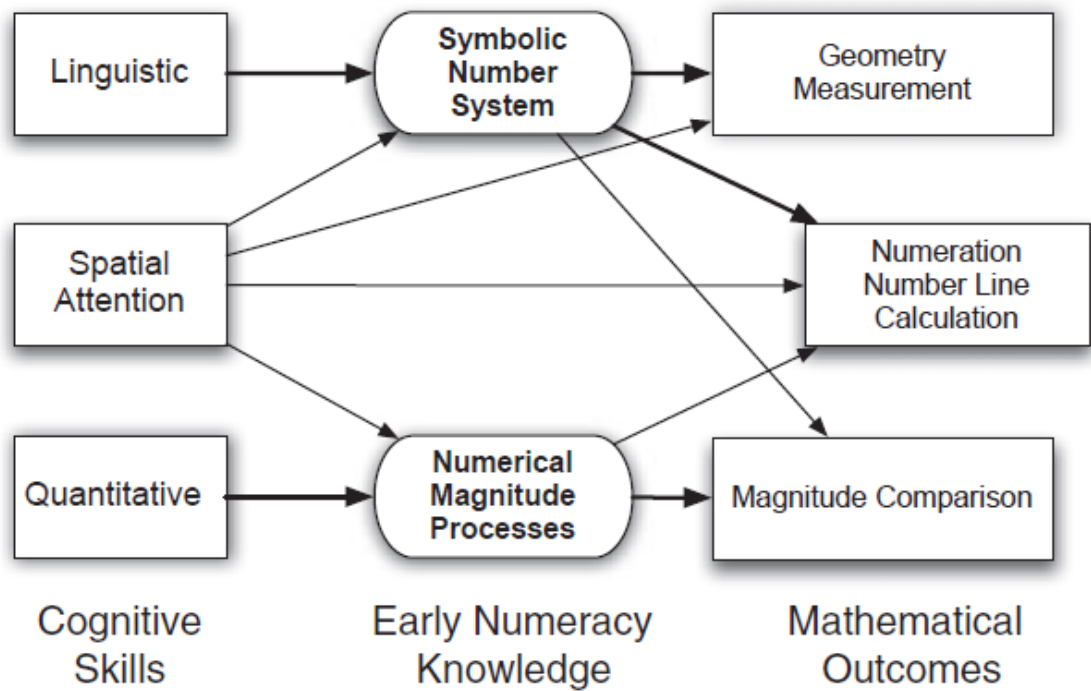 Linguistic
Symbolic
Number
System
Geometry
Measurement
Spatial
Attention
Numeration
Number Line
Calculation
Quantitative
Numerical
Magnitude
Processes
Magnitude Comparison
Cognitive
Skills
Early Numeracy
Knowledge
Mathematical
Outcomes